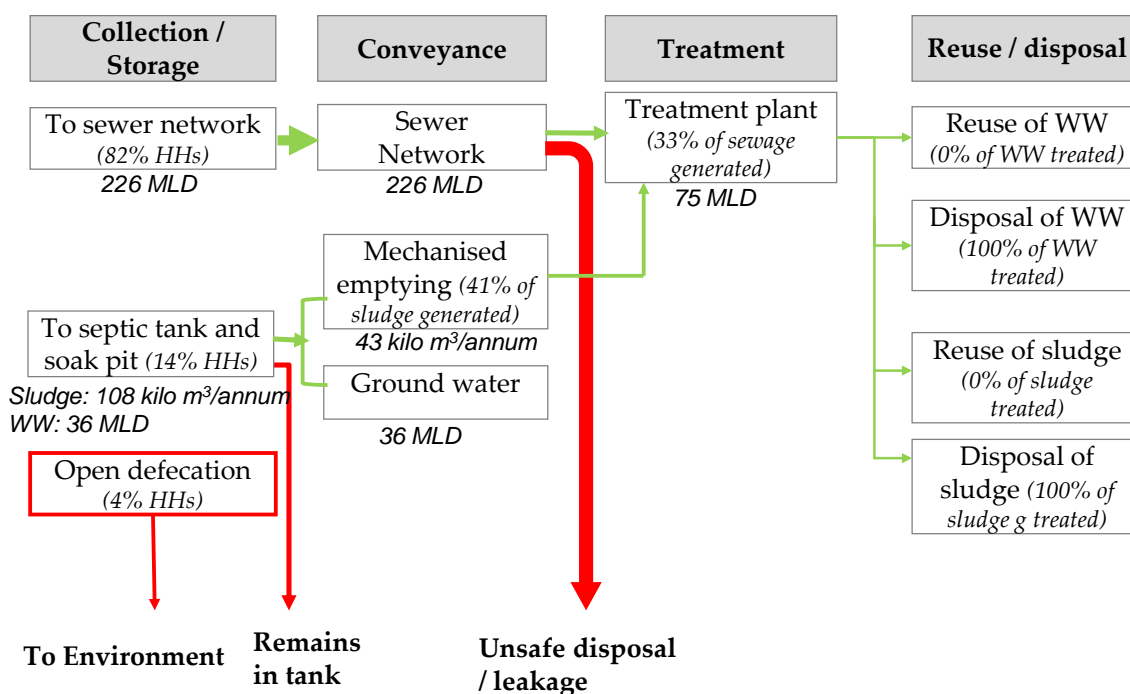 Collection /
Storage
Conveyance
Treatment
Reuse / disposal
To sewer network
(82% HHs)
226 MLD
Sewer
Network
226 MLD
Treatment plant
(33% of sewage
generated)
75 MLD
Reuse of WW
(0% of WW treated)
Disposal of WW
(100% of WW
treated)
Mechanised
emptying (41% of
sludge generated)
43 kilo m³/annum
To septic tank and
soak pit (14% HHs)
Sludge: 108 kilo m³/annum
WW: 36 MLD
Ground water
36 MLD
Reuse of sludge
(0% of sludge
treated)
Disposal of
sludge (100% of
sludge g treated)
Open defecation
(4% HHs)
To Environment
Remains
in tank
Unsafe disposal
/ leakage